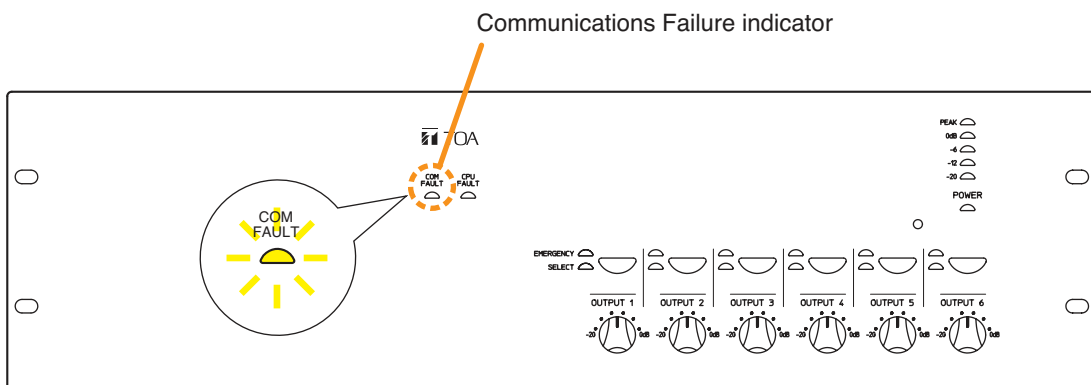 Communications Failure indicator
TOA
COM FAULT
CPU FAULT
COM
FAULT
PEAK
0dB
-6
-12
-20
POWER
EMERGENCY
SELECT
OUTPUT 1
OUTPUT 2
OUTPUT 3
OUTPUT 4
OUTPUT 5
OUTPUT 6
-20 0dB
-20 0dB
-20 0dB
-20 0dB
-20 0dB
-20 0dB